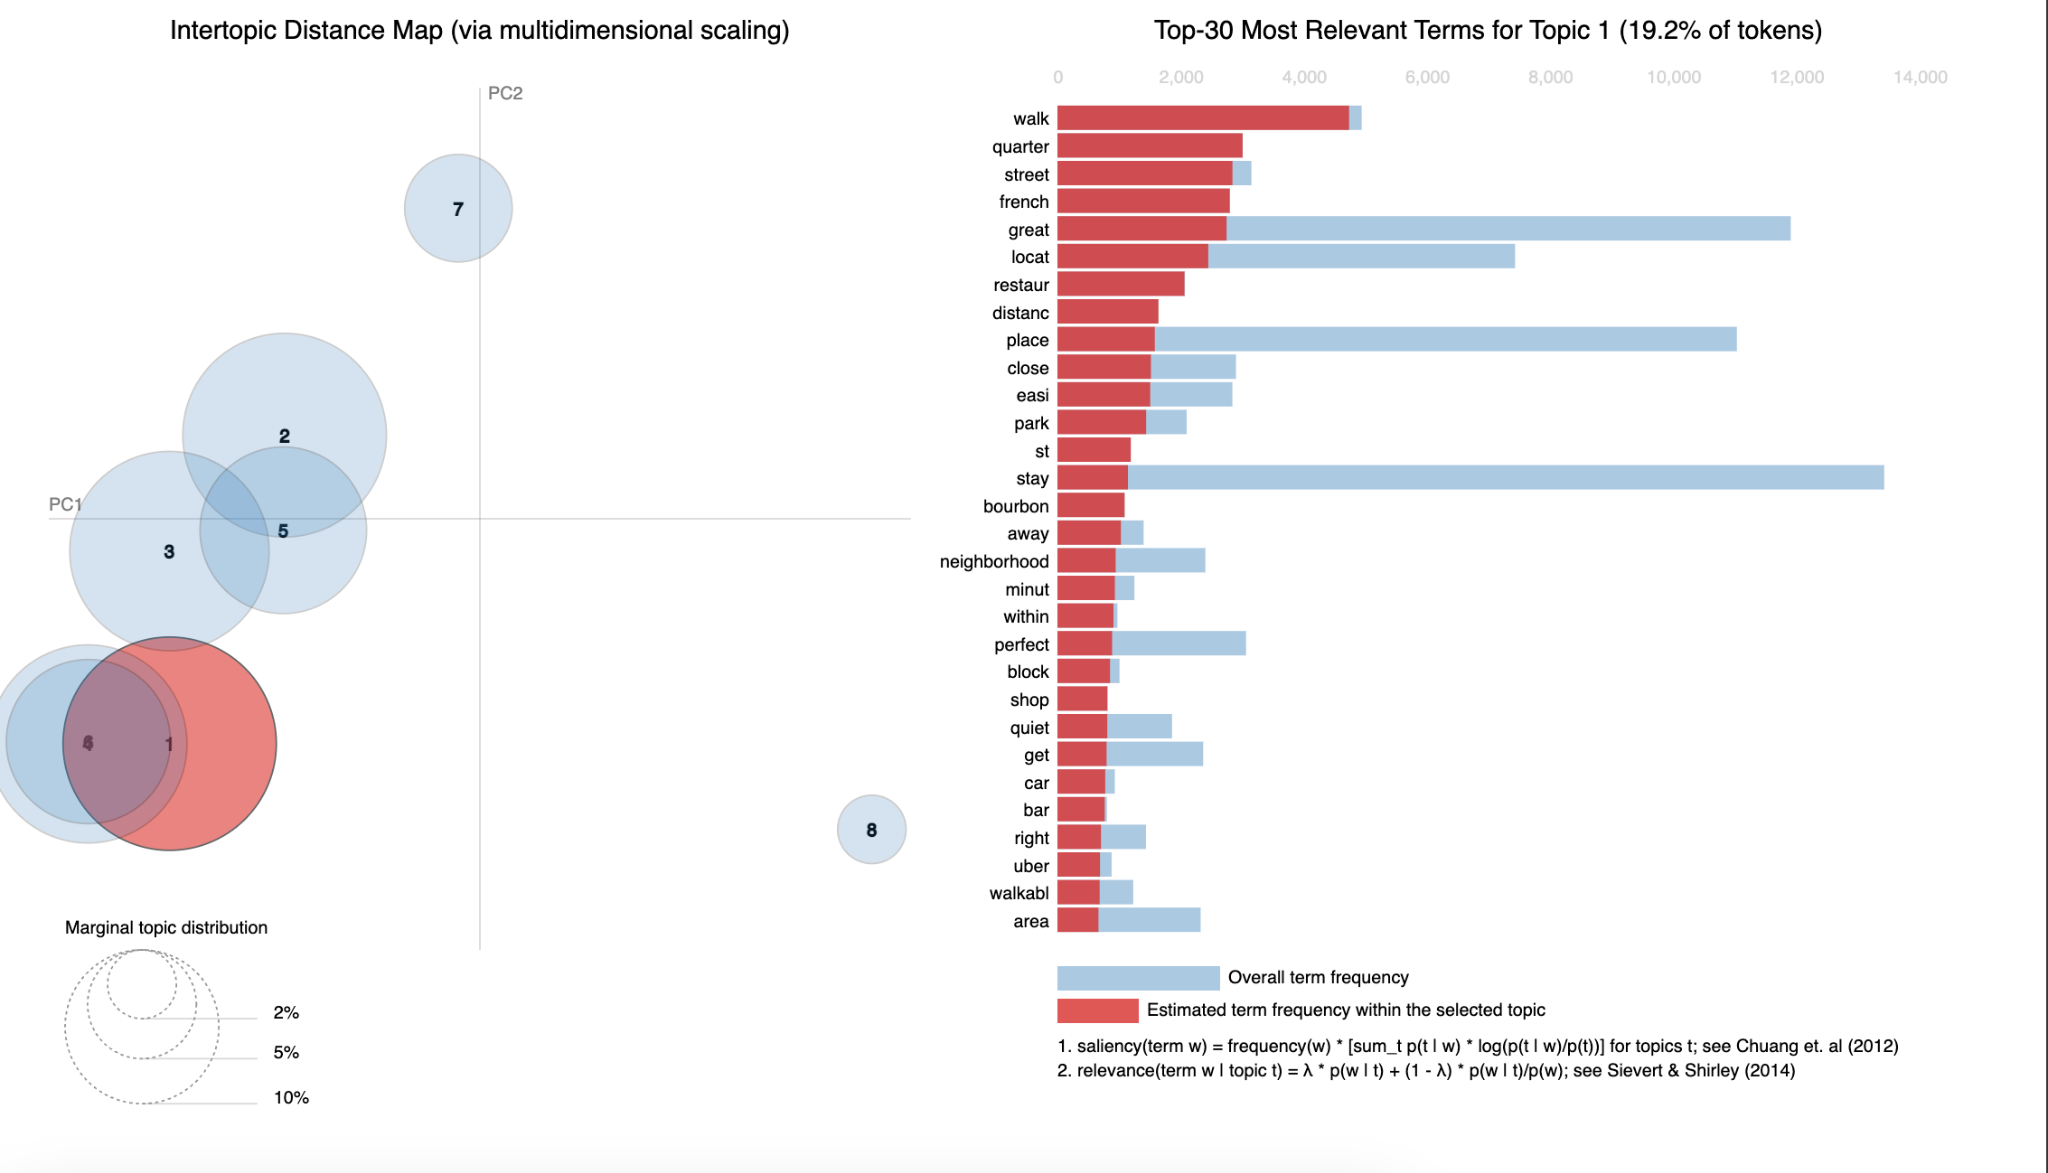 Intertopic Distance Map (via multidimensional scaling)
PC2
PC1
7
2
5
3
1
8
Marginal topic distribution
2%
5%
10%
Top-30 Most Relevant Terms for Topic 1 (19.2% of tokens)
0 2,000 4,000 6,000 8,000 10,000 12,000 14,000
walk
quarter
street
french
great
locat
restaur
distanc
place
close
easi
park
st
stay
bourbon
away
neighborhood
minut
within
perfect
block
shop
quiet
get
car
bar
right
uber
walkabl
area
Overall term frequency
Estimated term frequency within the selected topic
1. saliency(term w) = frequency(w) * [sum_t p(t | w) * log(p(t | w)/p(t))] for topics t; see Chuang et. al (2012)
2. relevance(term w | topic t) = λ * p(w | t) + (1 - λ) * p(w | t)/p(w); see Sievert & Shirley (2014)